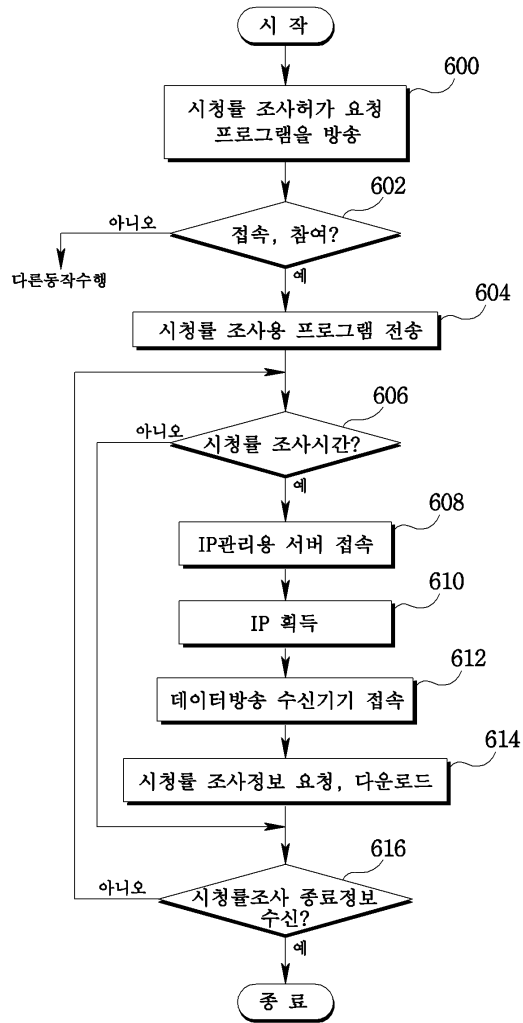 시 작
600
시청률 조사허가 요청
프로그램을 방송
602
아니오
접속, 참여?
다른동작수행
예
604
시청률 조사용 프로그램 전송
606
아니오
시청률 조사시간?
예
608
IP관리용 서버 접속
610
IP 획득
612
데이터방송 수신기기 접속
614
시청률 조사정보 요청, 다운로드
616
아니오
시청률조사 종료정보
수신?
예
종 료